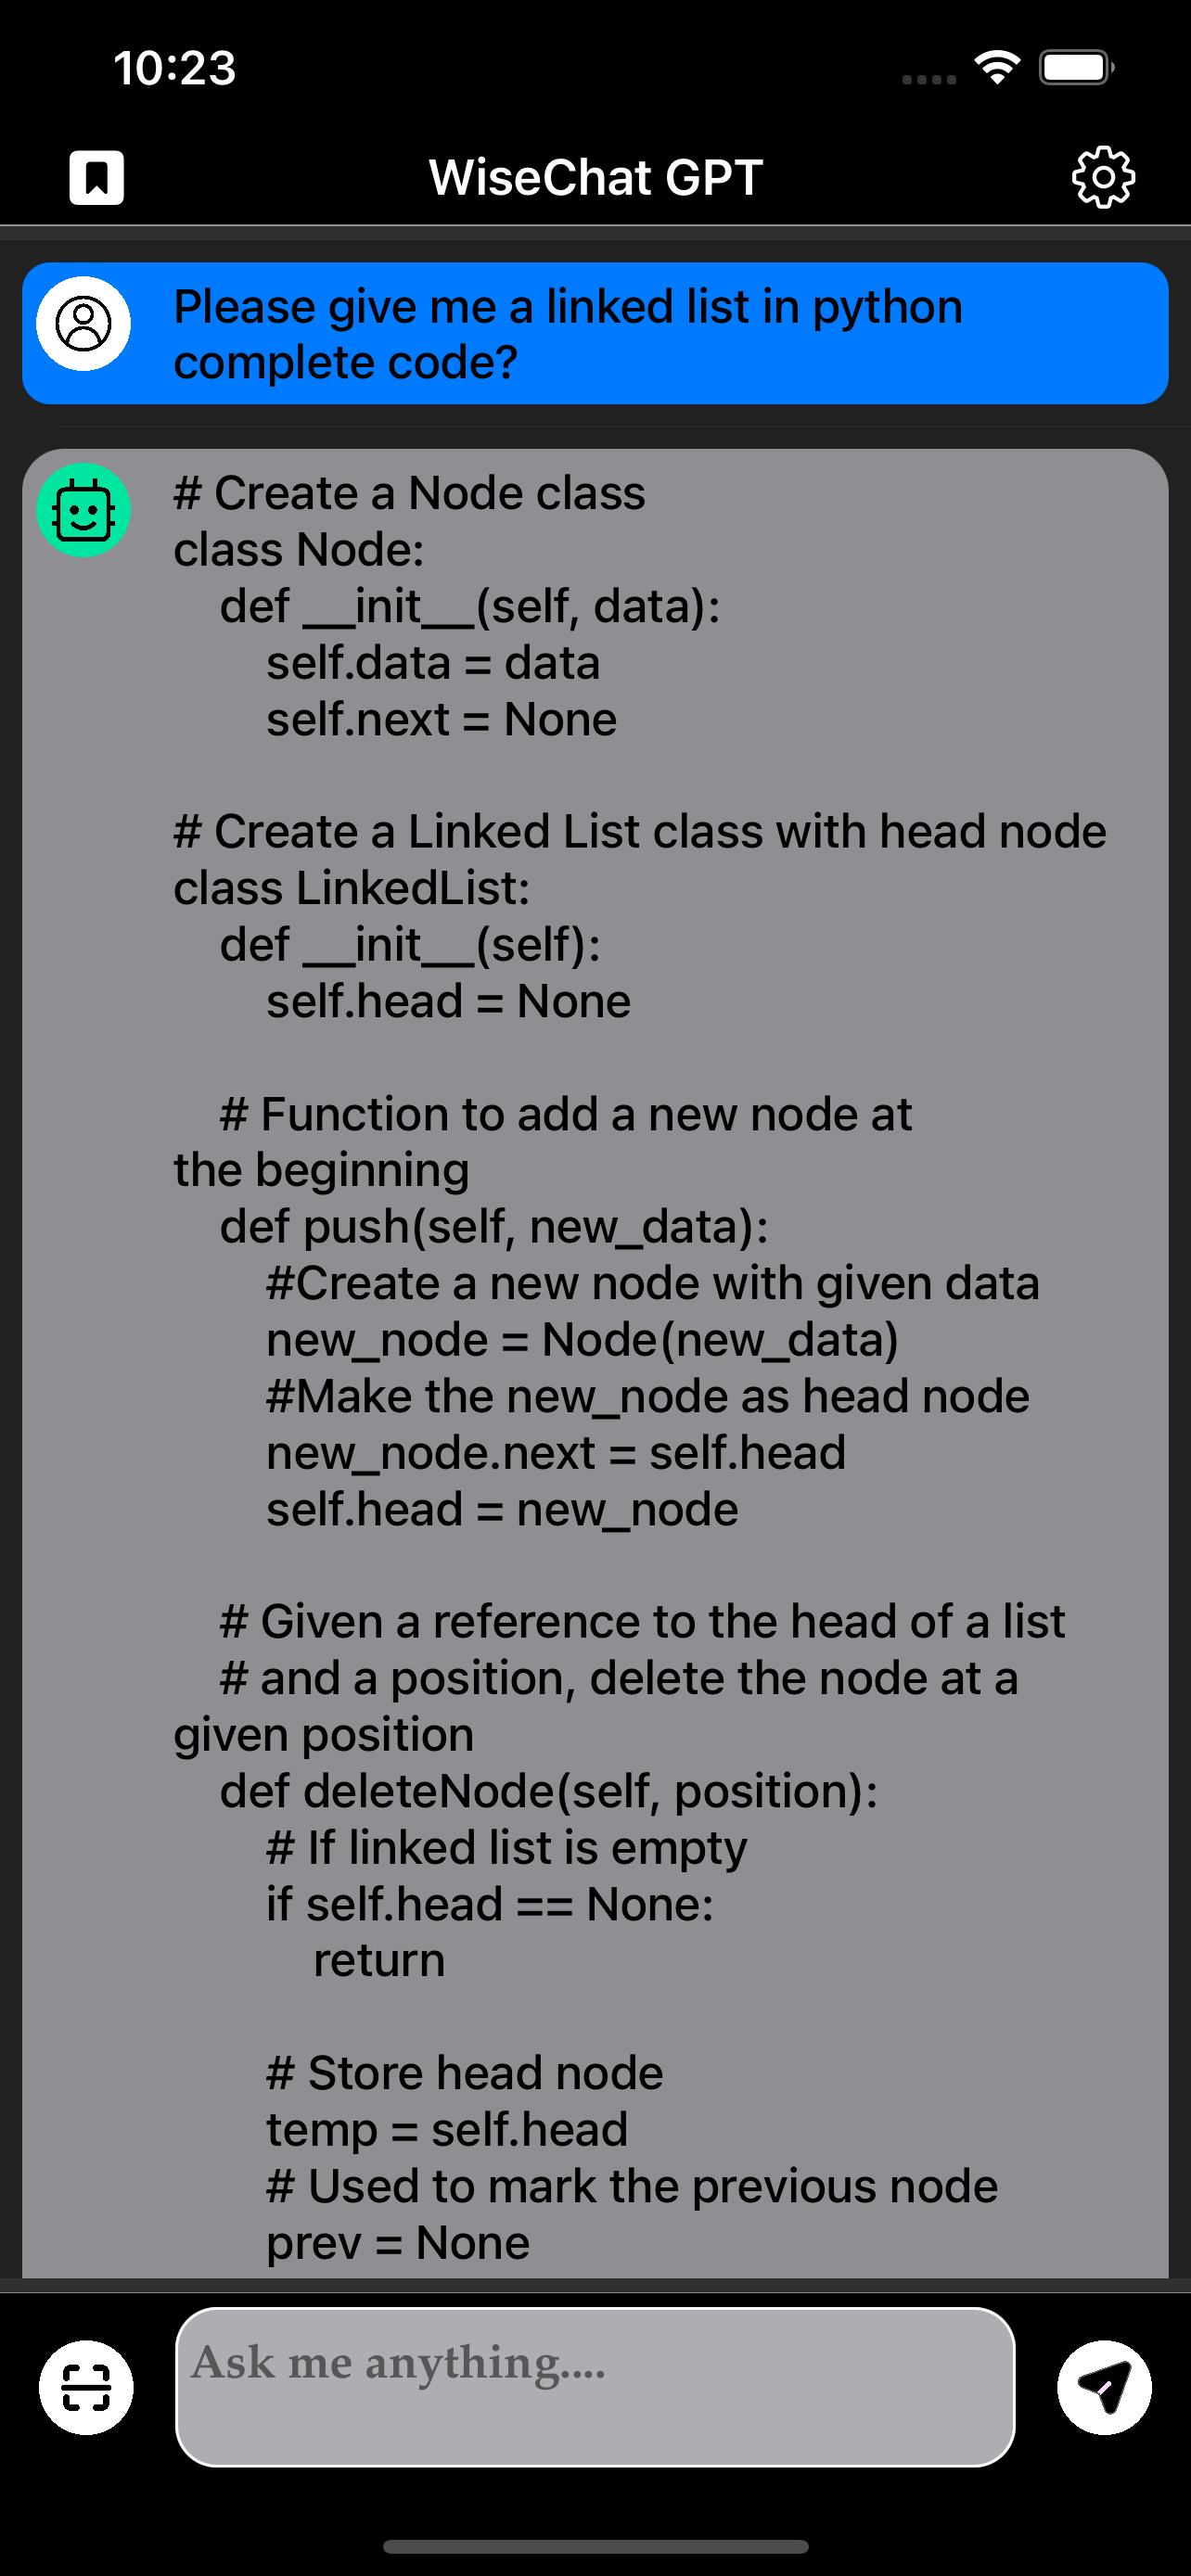 10:23
WiseChat GPT
Please give me a linked list in python
complete code?
# Create a Node class
class Node:
    def __init__(self, data):
        self.data = data
        self.next = None
# Create a Linked List class with head node
class LinkedList:
    def __init__(self):
        self.head = None
    # Function to add a new node at
the beginning
    def push(self, new_data):
        #Create a new node with given data
        new_node = Node(new_data)
        #Make the new_node as head node
        new_node.next = self.head
        self.head = new_node
    # Given a reference to the head of a list
    # and a position, delete the node at a
given position
    def deleteNode(self, position):
        # If linked list is empty
        if self.head == None:
            return
        # Store head node
        temp = self.head
        # Used to mark the previous node
        prev = None
Ask me anything....